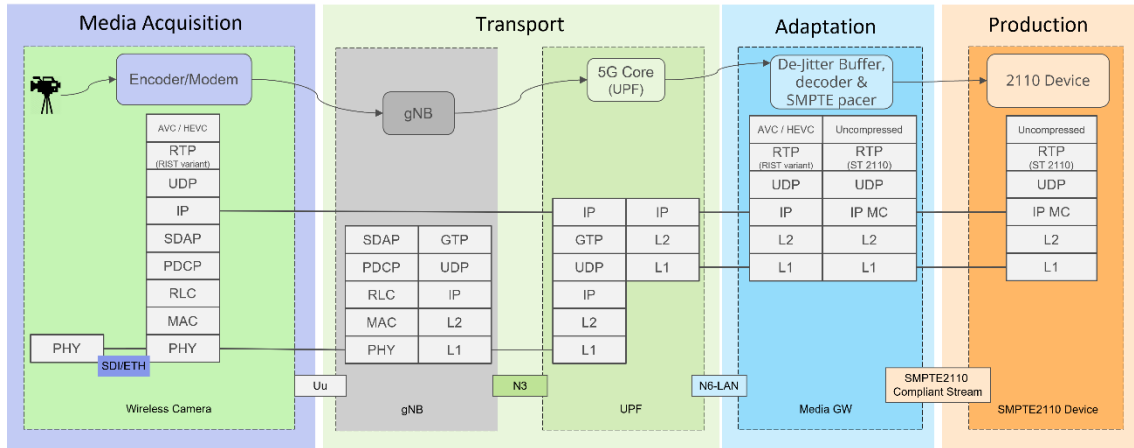 Media Acquisition
Transport
Adaptation
Production
Encoder/Modem
gNB
5G Core
(UPF)
De-Jitter Buffer,
decoder &
SMPTE pacer
2110 Device
AVC / HEVC
RTP
(RIST variant)
UDP
IP
SDAP
PDCP
RLC
MAC
PHY
PHY
SDI/ETH
Wireless Camera
Uu
SDAP
GTP
PDCP
UDP
RLC
IP
MAC
L2
PHY
L1
gNB
N3
IP
IP
GTP
L2
UDP
L1
IP
L2
L1
UPF
N6-LAN
AVC / HEVC
Uncompressed
RTP
(RIST variant)
RTP
(ST 2110)
UDP
UDP
IP
IP MC
L2
L2
L1
L1
Media GW
SMPTE2110
Compliant Stream
Uncompressed
RTP
(ST 2110)
UDP
IP MC
L2
L1
SMPTE2110 Device